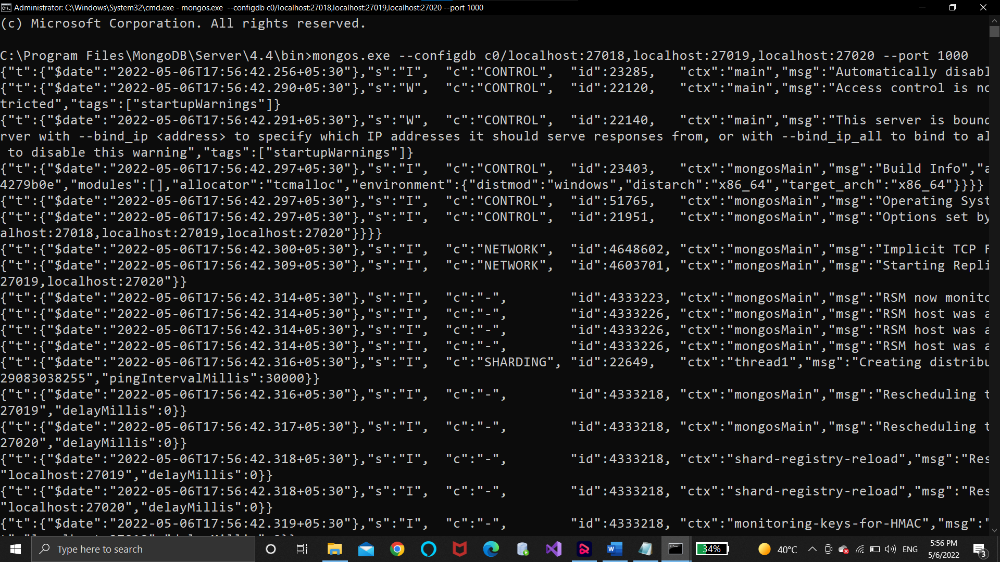 Administrator: C:\Windows\System32\cmd.exe - mongos.exe  --configdb c0/localhost:27018,localhost:27019,localhost:27020 --port 1000
(c) Microsoft Corporation. All rights reserved.
C:\Program Files\MongoDB\Server\4.4\bin>mongos.exe --configdb c0/localhost:27018,localhost:27019,localhost:27020 --port 1000
{"t":{"$date":"2022-05-06T17:56:42.256+05:30"},"s":"I",  "c":"CONTROL",  "id":23285,   "ctx":"main","msg":"Automatically disabl
{"t":{"$date":"2022-05-06T17:56:42.290+05:30"},"s":"W",  "c":"CONTROL",  "id":22120,   "ctx":"main","msg":"Access control is no
tricted","tags":["startupWarnings"]}
{"t":{"$date":"2022-05-06T17:56:42.291+05:30"},"s":"W",  "c":"CONTROL",  "id":22140,   "ctx":"main","msg":"This server is bound
rver with --bind_ip <address> to specify which IP addresses it should serve responses from, or with --bind_ip_all to bind to al
 to disable this warning","tags":["startupWarnings"]}
{"t":{"$date":"2022-05-06T17:56:42.297+05:30"},"s":"I",  "c":"CONTROL",  "id":23403,   "ctx":"mongosMain","msg":"Build Info","a
4279b0e","modules":[],"allocator":"tcmalloc","environment":{"distmod":"windows","distarch":"x86_64","target_arch":"x86_64"}}}}
{"t":{"$date":"2022-05-06T17:56:42.297+05:30"},"s":"I",  "c":"CONTROL",  "id":51765,   "ctx":"mongosMain","msg":"Operating Syst
{"t":{"$date":"2022-05-06T17:56:42.297+05:30"},"s":"I",  "c":"CONTROL",  "id":21951,   "ctx":"mongosMain","msg":"Options set by
alhost:27018,localhost:27019,localhost:27020"}}}}
{"t":{"$date":"2022-05-06T17:56:42.300+05:30"},"s":"I",  "c":"NETWORK",  "id":4648602, "ctx":"mongosMain","msg":"Implicit TCP F
{"t":{"$date":"2022-05-06T17:56:42.309+05:30"},"s":"I",  "c":"NETWORK",  "id":4603701, "ctx":"mongosMain","msg":"Starting Repli
27019,localhost:27020"}}
{"t":{"$date":"2022-05-06T17:56:42.314+05:30"},"s":"I",  "c":"-",        "id":4333223, "ctx":"mongosMain","msg":"RSM now monito
{"t":{"$date":"2022-05-06T17:56:42.314+05:30"},"s":"I",  "c":"-",        "id":4333226, "ctx":"mongosMain","msg":"RSM host was a
{"t":{"$date":"2022-05-06T17:56:42.314+05:30"},"s":"I",  "c":"-",        "id":4333226, "ctx":"mongosMain","msg":"RSM host was a
{"t":{"$date":"2022-05-06T17:56:42.314+05:30"},"s":"I",  "c":"-",        "id":4333226, "ctx":"mongosMain","msg":"RSM host was a
{"t":{"$date":"2022-05-06T17:56:42.316+05:30"},"s":"I",  "c":"SHARDING", "id":22649,   "ctx":"thread1","msg":"Creating distribu
29083038255","pingIntervalMillis":30000}}
{"t":{"$date":"2022-05-06T17:56:42.316+05:30"},"s":"I",  "c":"-",        "id":4333218, "ctx":"mongosMain","msg":"Rescheduling t
27019","delayMillis":0}}
{"t":{"$date":"2022-05-06T17:56:42.317+05:30"},"s":"I",  "c":"-",        "id":4333218, "ctx":"mongosMain","msg":"Rescheduling t
27020","delayMillis":0}}
{"t":{"$date":"2022-05-06T17:56:42.318+05:30"},"s":"I",  "c":"-",        "id":4333218, "ctx":"shard-registry-reload","msg":"Res
"localhost:27019","delayMillis":0}}
{"t":{"$date":"2022-05-06T17:56:42.318+05:30"},"s":"I",  "c":"-",        "id":4333218, "ctx":"shard-registry-reload","msg":"Res
"localhost:27020","delayMillis":0}}
{"t":{"$date":"2022-05-06T17:56:42.319+05:30"},"s":"I",  "c":"-",        "id":4333218, "ctx":"monitoring-keys-for-HMAC","msg":"
Type here to search
34%
40°C
ENG
5:56 PM
5/6/2022
3